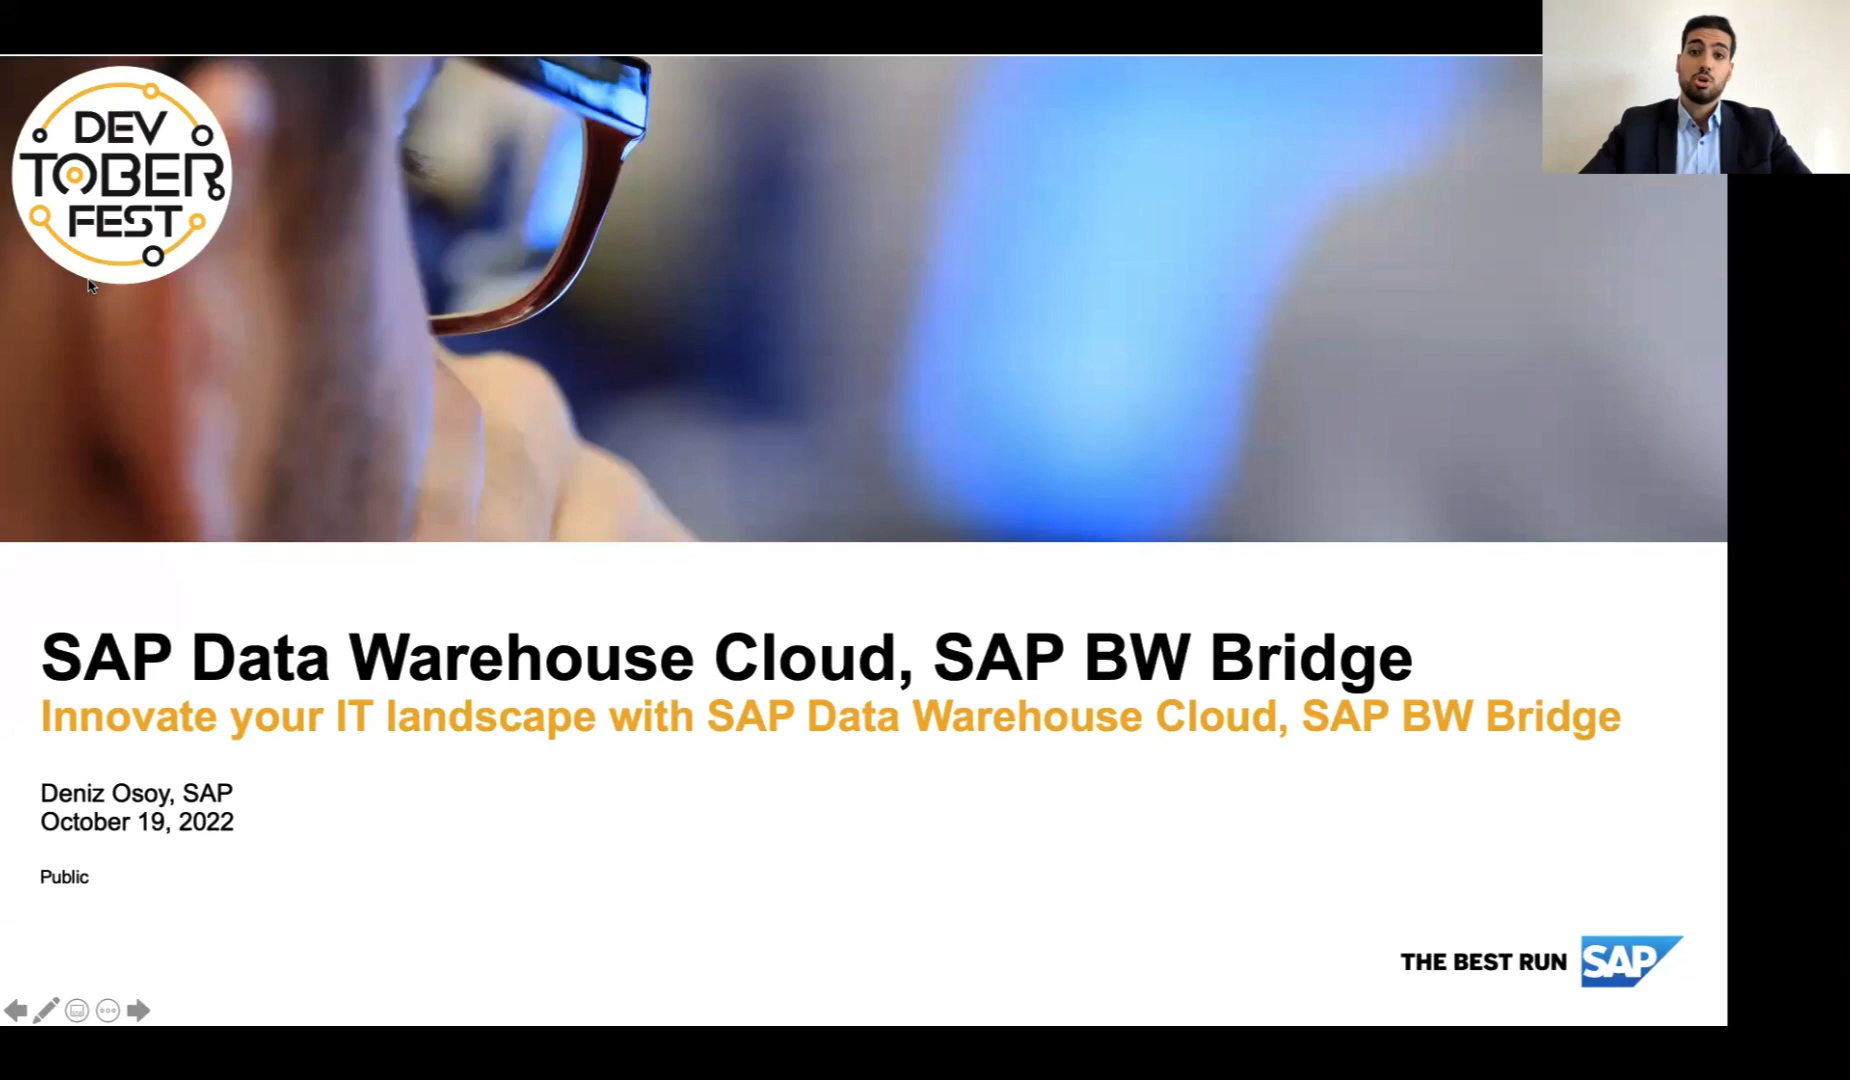 DEV
TOBER
FEST
SAP Data Warehouse Cloud, SAP BW Bridge
Innovate your IT landscape with SAP Data Warehouse Cloud, SAP BW Bridge
Deniz Osoy, SAP
October 19, 2022
Public
THE BEST RUN SAP